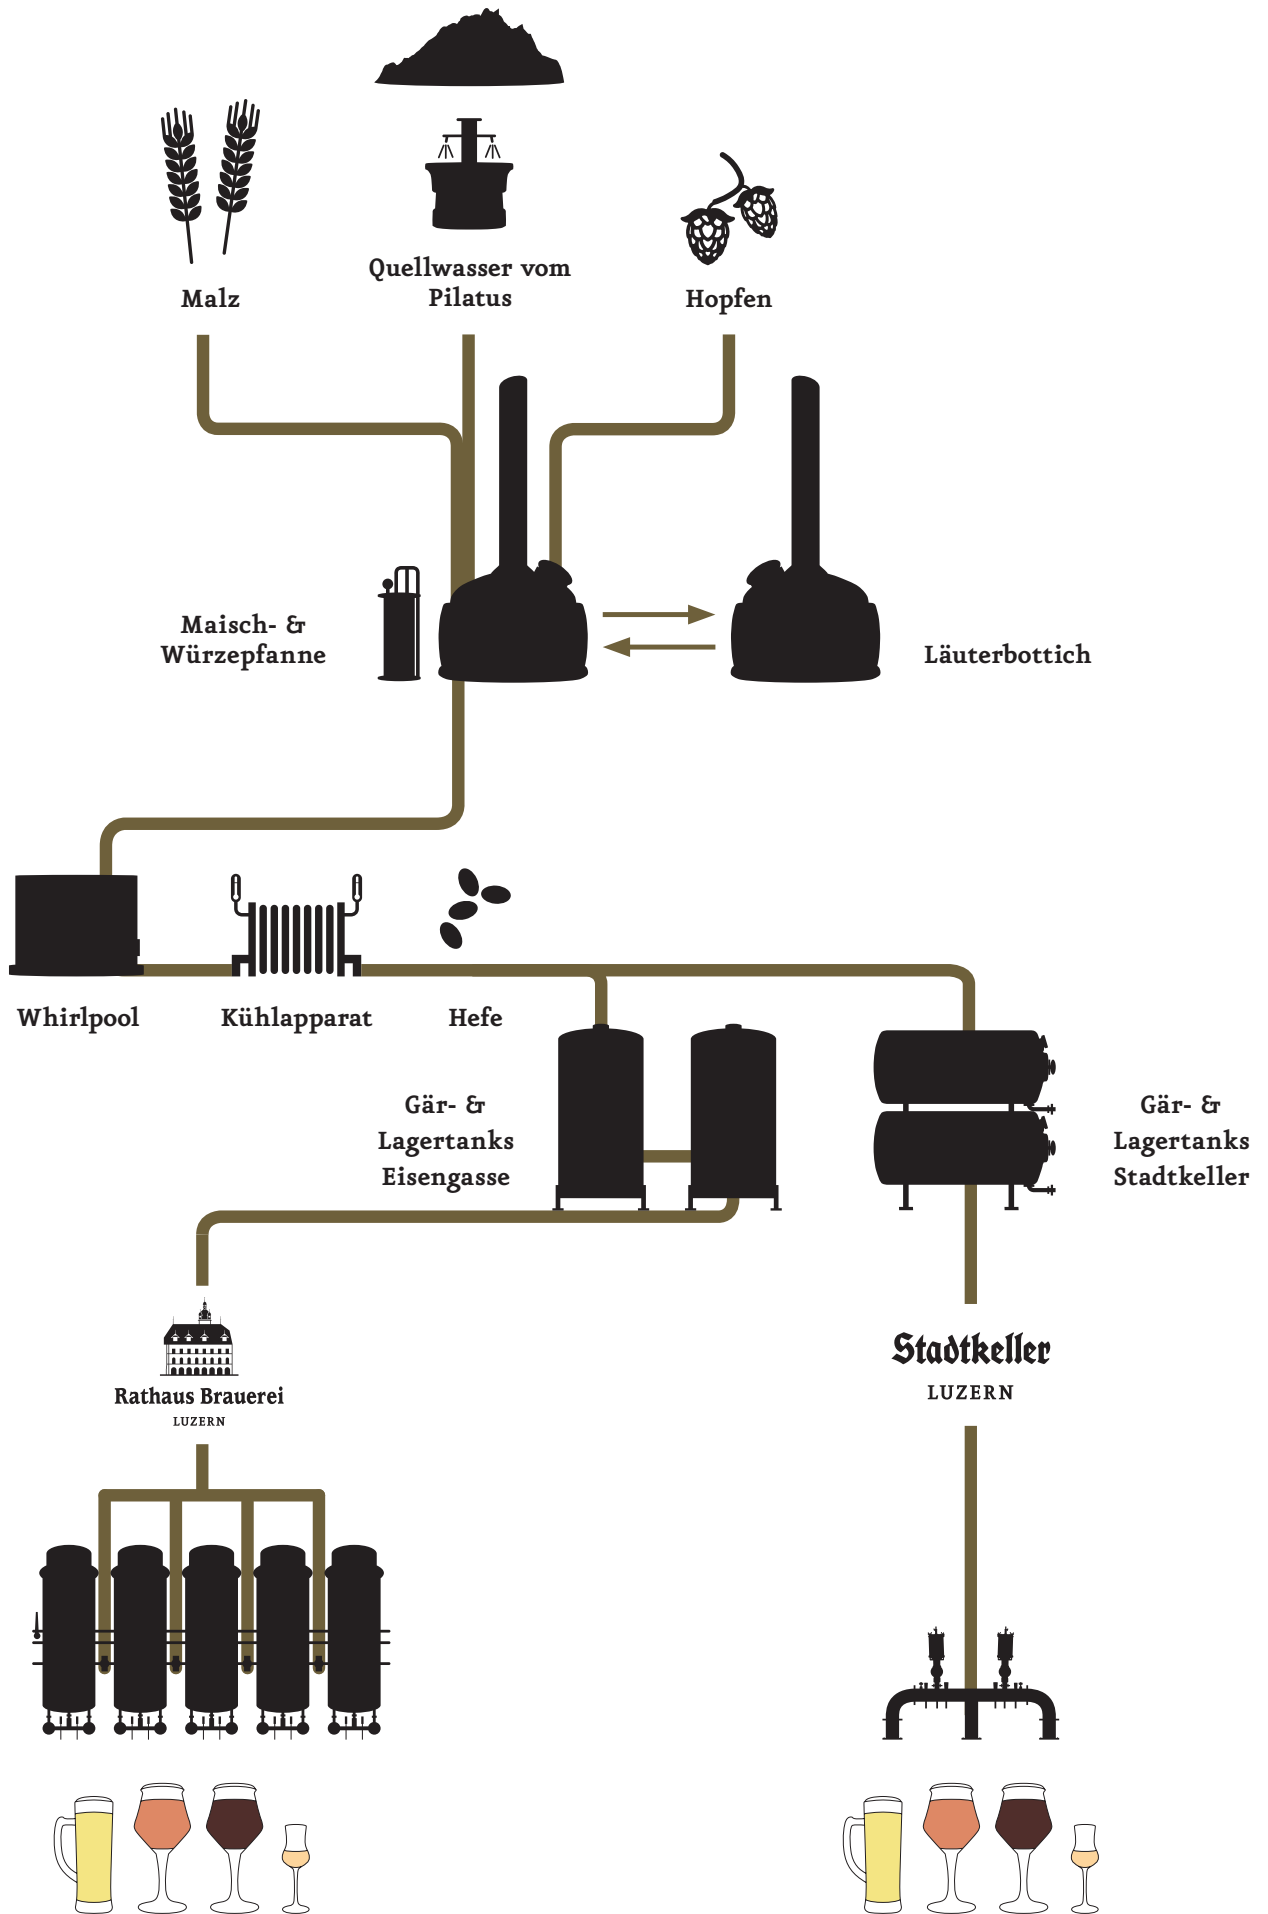 Quellwasser vom
Pilatus
Malz
Hopfen
Maisch- &
Würzepfanne
Läuterbottich
Whirlpool
Kühlapparat
Hefe
Gär- &
Lagertanks
Eisengasse
Gär- &
Lagertanks
Stadtkeller
Rathaus Brauerei
LUZERN
Stadtkeller
LUZERN